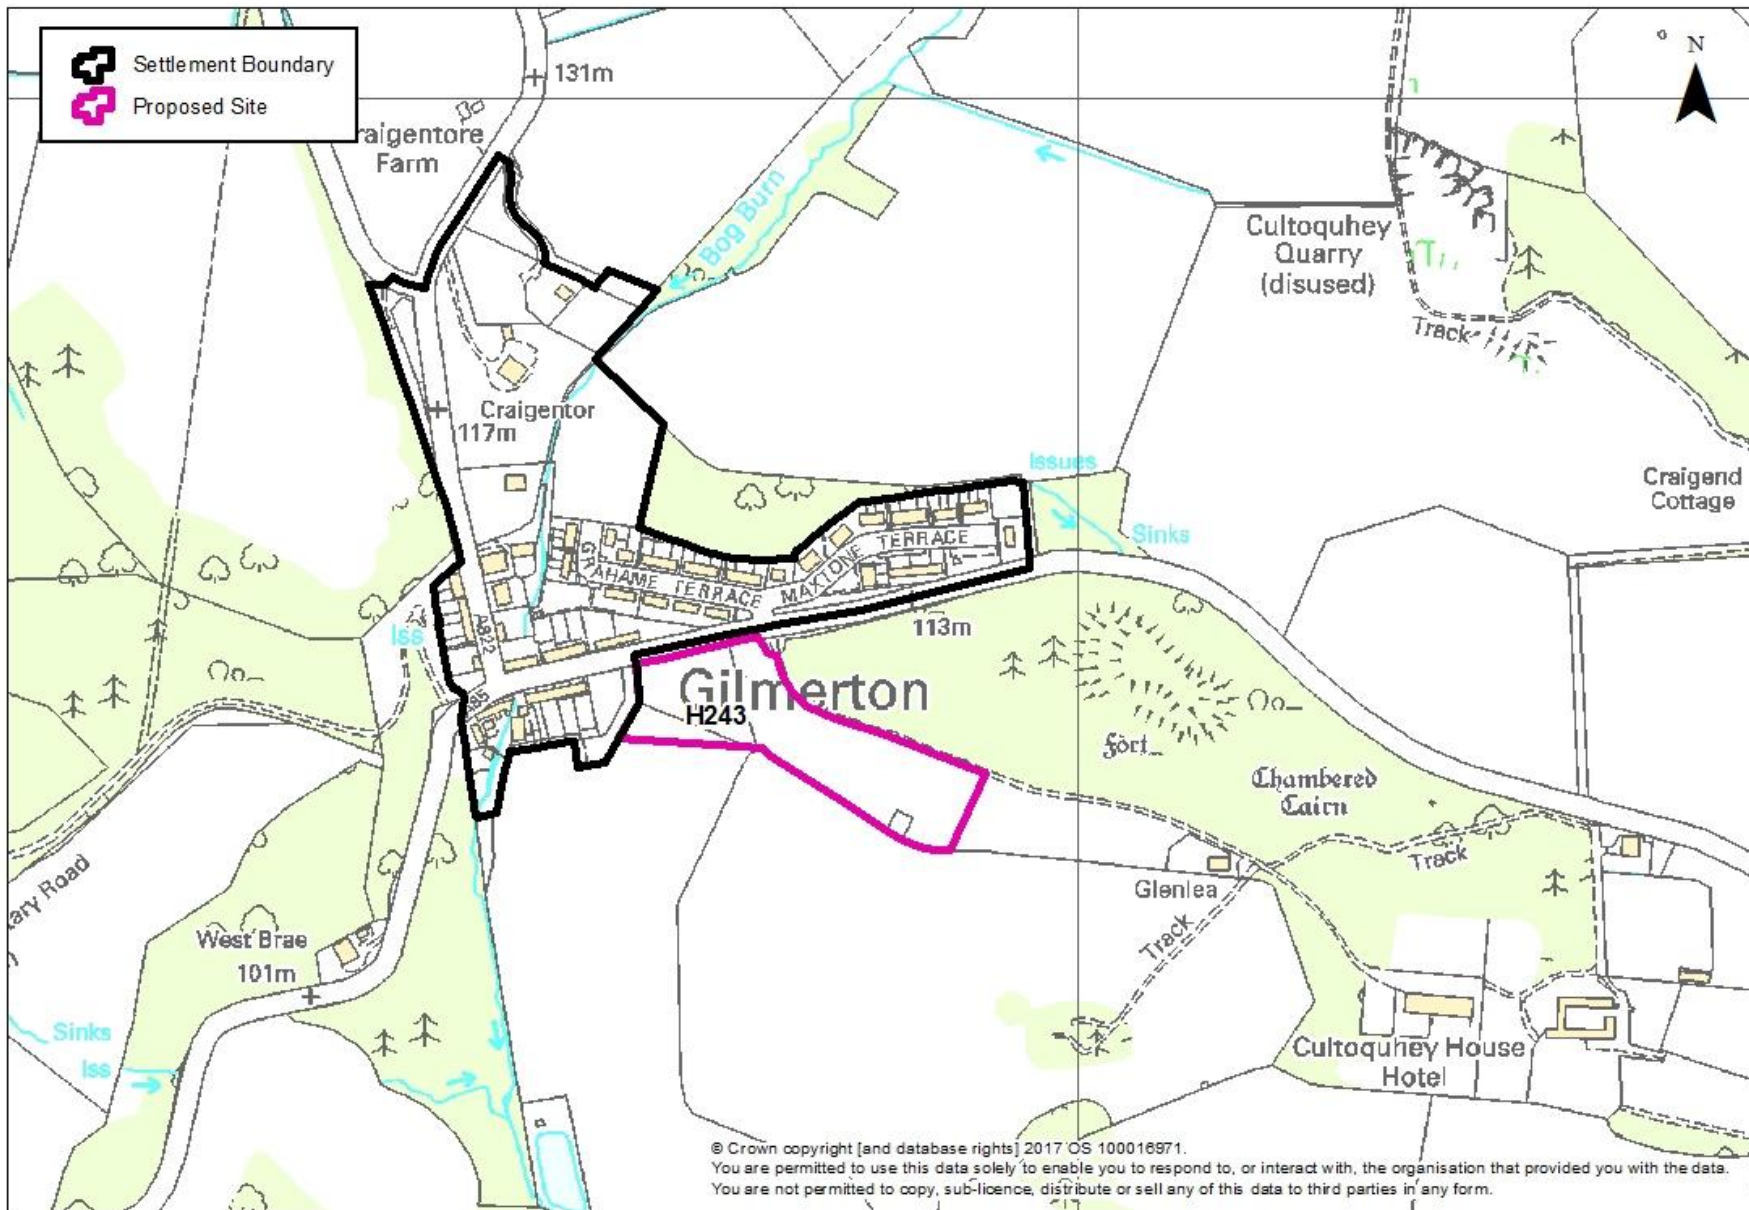 Settlement Boundary
Proposed Site
N
131m
raigentore
Farm
Bog Burn
Cultoquhey
Quarry
(disused)
Track
Craigentor
117m
Issues
Craigend
Cottage
Sinks
GRAHAME TERRACE
MAXTONE TERRACE
A822
Iss
113m
Gilmerton
H243
Fort
Chambered
Cairn
Track
Glenlea
Track
tary Road
West Brae
101m
Sinks
Iss
Cultoquhey House
Hotel
© Crown copyright [and database rights] 2017 OS 100016971.
You are permitted to use this data solely to enable you to respond to, or interact with, the organisation that provided you with the data.
You are not permitted to copy, sub-licence, distribute or sell any of this data to third parties in any form.